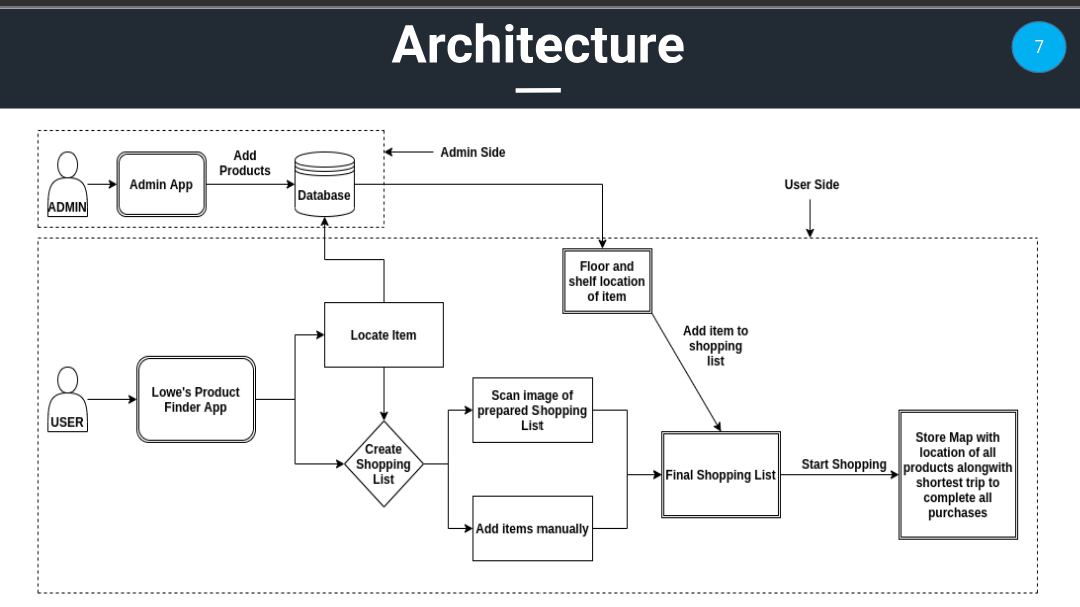 Architecture
7
Add
Products
Admin Side
Admin App
Database
ADMIN
User Side
Floor and
shelf location
of item
Locate Item
Add item to
shopping
list
Lowe's Product
Finder App
USER
Scan image of
prepared Shopping
List
Create
Shopping
List
Final Shopping List
Start Shopping
Store Map with
location of all
products alongwith
shortest trip to
complete all
purchases
Add items manually